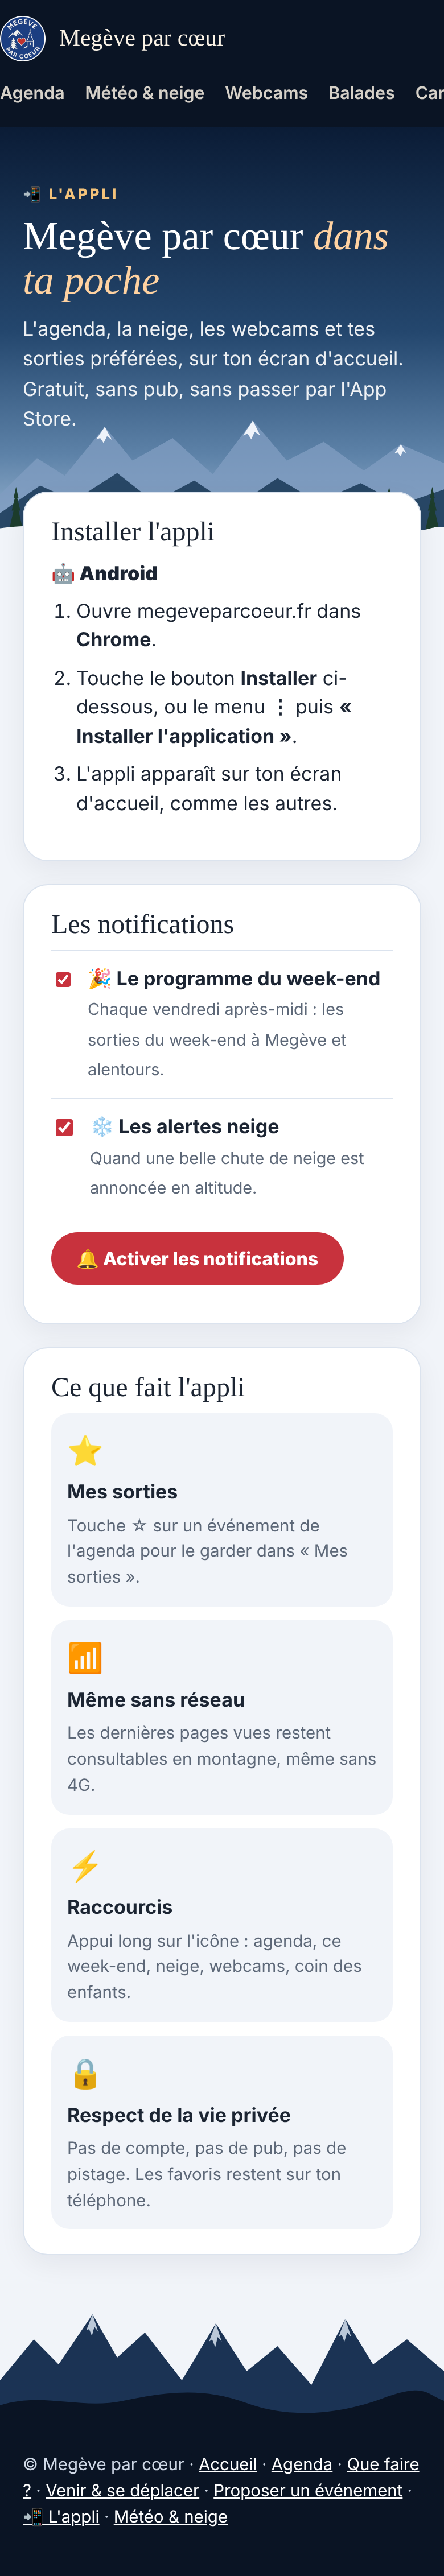 MEGÈVE
PAR CŒUR
Megève par cœur
Agenda Météo & neige Webcams Balades Car
L'APPLI
Megève par cœur dans
ta poche
L'agenda, la neige, les webcams et tes
sorties préférées, sur ton écran d'accueil.
Gratuit, sans pub, sans passer par l'App
Store.
Installer l'appli
🤖 Android
1. Ouvre megeveparcoeur.fr dans
Chrome.
2. Touche le bouton Installer ci-
dessous, ou le menu ⋮ puis «
Installer l'application ».
3. L'appli apparaît sur ton écran
d'accueil, comme les autres.
Les notifications
🎉 Le programme du week-end
Chaque vendredi après-midi : les
sorties du week-end à Megève et
alentours.
❄️ Les alertes neige
Quand une belle chute de neige est
annoncée en altitude.
🔔 Activer les notifications
Ce que fait l'appli
⭐
Mes sorties
Touche ☆ sur un événement de
l'agenda pour le garder dans « Mes
sorties ».
📶
Même sans réseau
Les dernières pages vues restent
consultables en montagne, même sans
4G.
⚡
Raccourcis
Appui long sur l'icône : agenda, ce
week-end, neige, webcams, coin des
enfants.
🔒
Respect de la vie privée
Pas de compte, pas de pub, pas de
pistage. Les favoris restent sur ton
téléphone.
© Megève par cœur · Accueil · Agenda · Que faire
? · Venir & se déplacer · Proposer un événement ·
📲 L'appli · Météo & neige